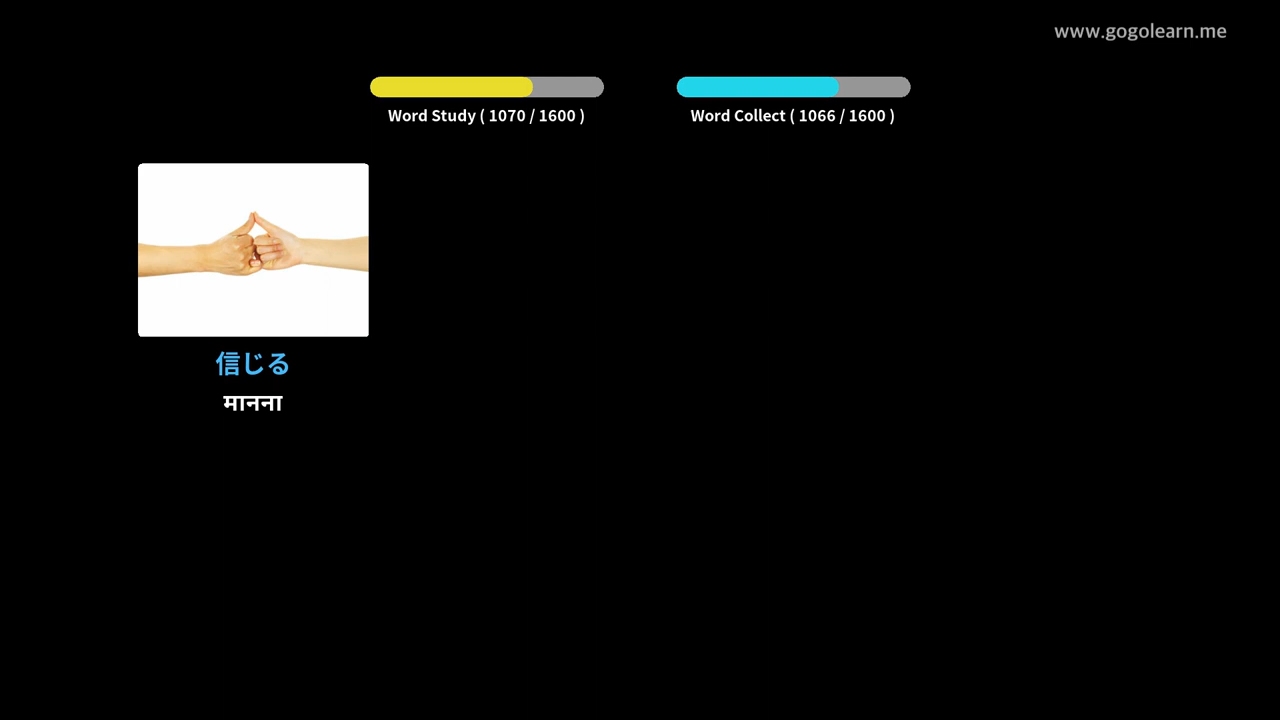 www.gogolearn.me
Word Study ( 1070 / 1600 )
Word Collect ( 1066 / 1600 )
信じる
मानना